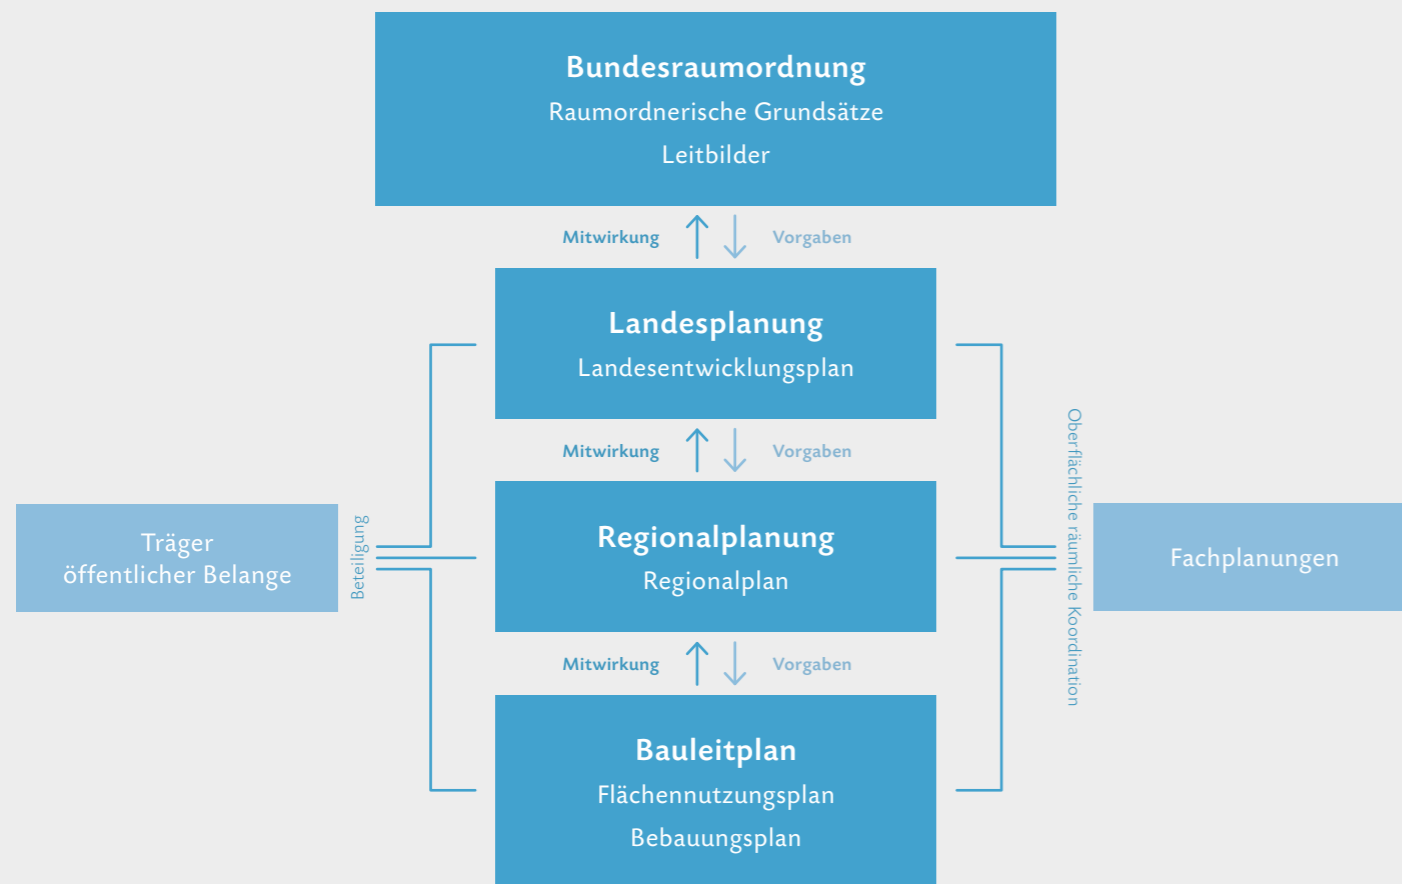 Bundesraumordnung
Raumordnerische Grundsätze
Leitbilder
Mitwirkung
Vorgaben
Landesplanung
Landesentwicklungsplan
Mitwirkung
Vorgaben
Träger
öffentlicher Belange
Beteiligung
Regionalplanung
Regionalplan
Oberflächliche räumliche Koordination
Fachplanungen
Mitwirkung
Vorgaben
Bauleitplan
Flächennutzungsplan
Bebauungsplan